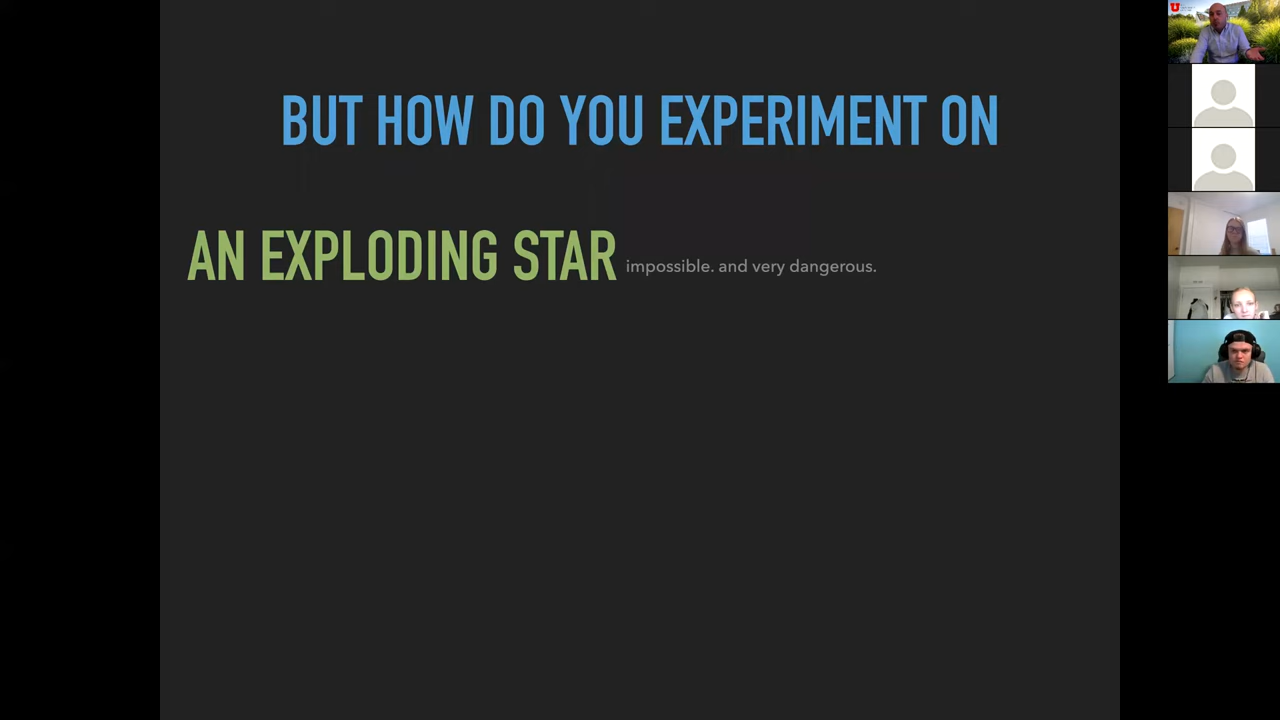 BUT HOW DO YOU EXPERIMENT ON
AN EXPLODING STAR impossible. and very dangerous.
U